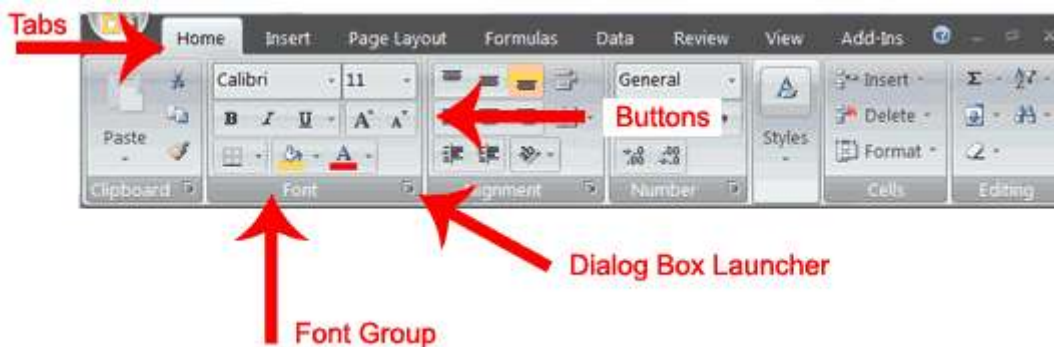 Tabs
Home Insert Page Layout Formulas Data Review View Add-Ins
Calibri 11 General Insert Σ
B I U A A Buttons Delete
Paste A Styles Format
Clipboard Font Number Cells Editing
Dialog Box Launcher
Font Group